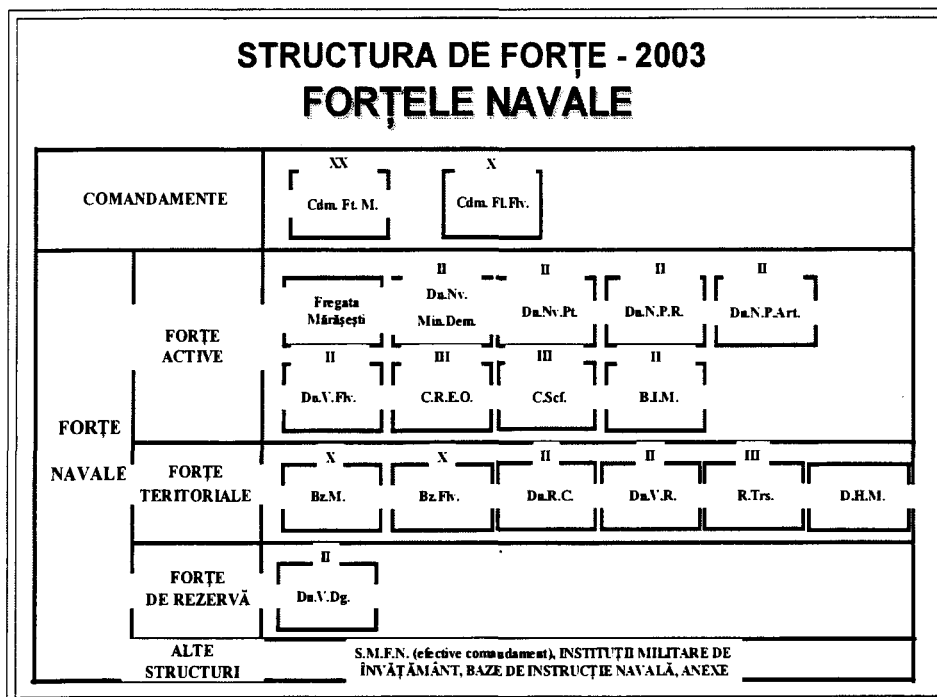 STRUCTURA DE FORȚE - 2003
FORȚELE NAVALE
COMANDAMENTE
XX
Cdm. Ft. M.
X
Cdm. Fl.Flv.
FORȚE
NAVALE
FORȚE
ACTIVE
Fregata
Mărășești
II
Dn.Nv.
Min.Dem.
II
Dn.Nv.Pt.
II
Dn.N.P.R.
II
Dn.N.P.Art.
II
Dn.V.Flv.
III
C.R.E.O.
III
C.Scf.
II
B.I.M.
FORȚE
TERITORIALE
X
Bz.M.
X
Bz.Flv.
II
Dn.R.C.
II
Dn.V.R.
III
R.Trs.
D.H.M.
FORȚE
DE REZERVĂ
II
Dn.V.Dg.
ALTE
STRUCTURI
S.M.F.N. (efective comandament), INSTITUȚII MILITARE DE
ÎNVĂȚĂMÂNT, BAZE DE INSTRUCȚIE NAVALĂ, ANEXE